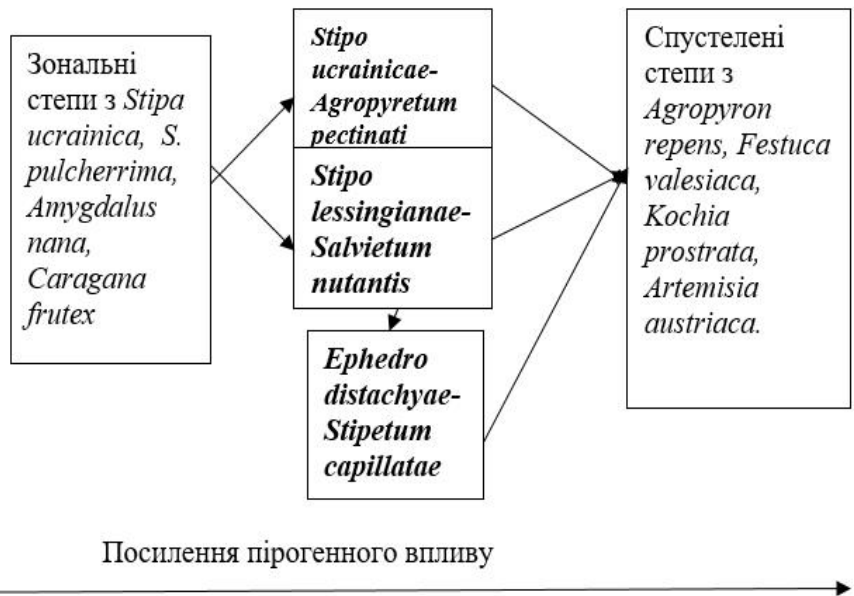 Зональні
степи з Stipa
ucrainica, S.
pulcherrima,
Amygdalus
nana,
Caragana
frutex
Stipo
ucrainicae-
Agropyretum
pectinati
Stipo
lessingianae-
Salvietum
nutantis
Ephedro
distachyae-
Stipetum
capillatae
Спустелені
степи з
Agropyron
repens, Festuca
valesiaca,
Kochia
prostrata,
Artemisia
austriaca.
Посилення пірогенного впливу